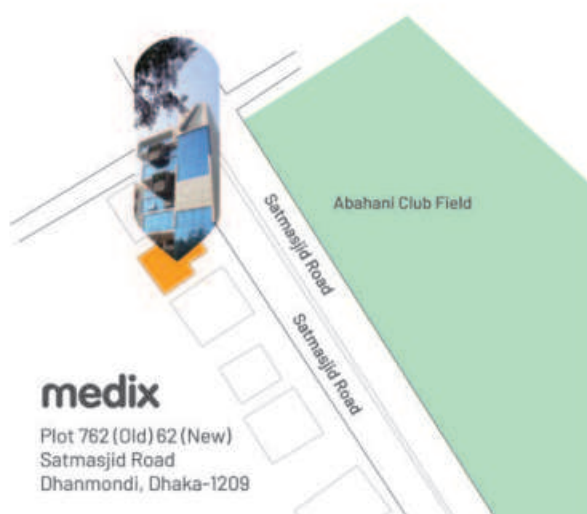 Abahani Club Field
Satmasjid Road
Satmasjid Road
medix
Plot 762 (Old) 62 (New)
Satmasjid Road
Dhanmondi, Dhaka-1209